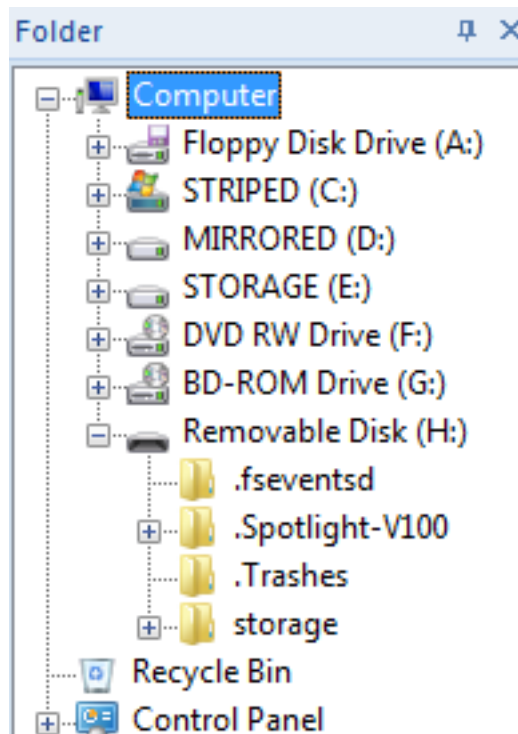 Folder
Computer
Floppy Disk Drive (A:)
STRIPED (C:)
MIRRORED (D:)
STORAGE (E:)
DVD RW Drive (F:)
BD-ROM Drive (G:)
Removable Disk (H:)
.fseventsd
.Spotlight-V100
.Trashes
storage
Recycle Bin
Control Panel